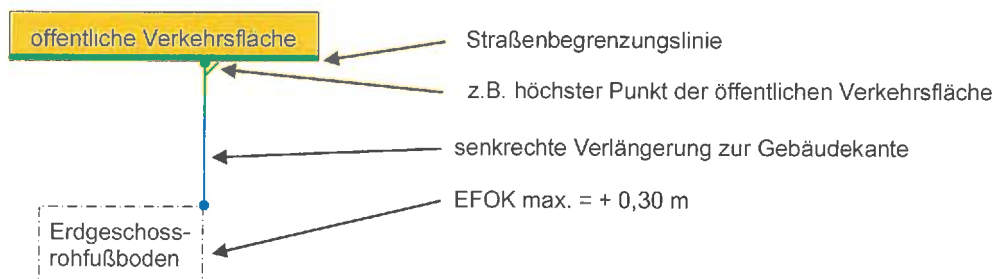 öffentliche Verkehrsfläche
Straßenbegrenzungslinie
z.B. höchster Punkt der öffentlichen Verkehrsfläche
senkrechte Verlängerung zur Gebäudekante
EFOK max. = + 0,30 m
Erdgeschoss-
rohfußboden